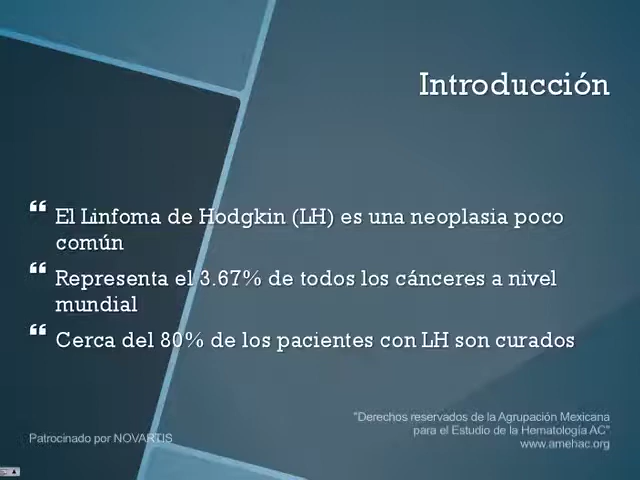 Introducción
El Linfoma de Hodgkin (LH) es una neoplasia poco
común
Representa el 3.67% de todos los cánceres a nivel
mundial
Cerca del 80% de los pacientes con LH son curados
"Derechos reservados de la Agrupación Mexicana
para el Estudio de la Hematología AC"
Patrocinado por NOVARTIS
www.amehac.org